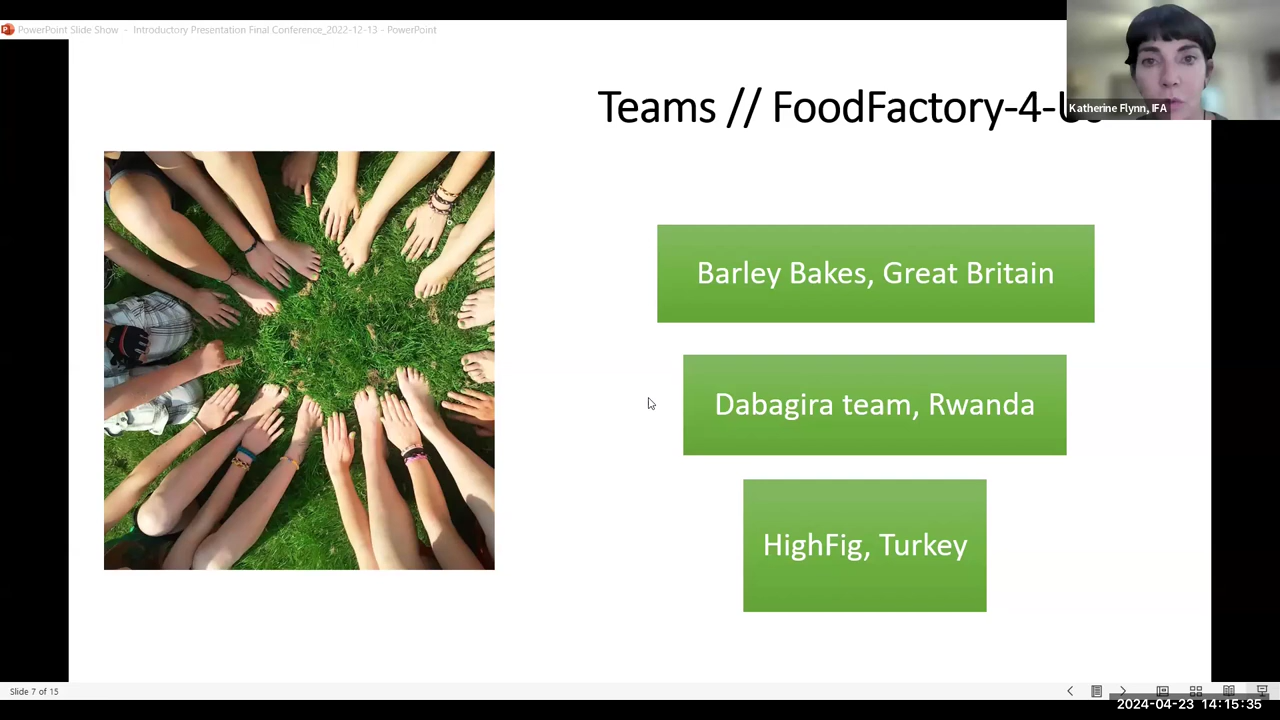 PowerPoint Slide Show - Introductory Presentation Final Conference_2022-12-13 - PowerPoint
Katherine Flynn, IFA
Teams // FoodFactory-4-Us
Barley Bakes, Great Britain
Dabagira team, Rwanda
HighFig, Turkey
Slide 7 of 15
2024-04-23 14:15:35